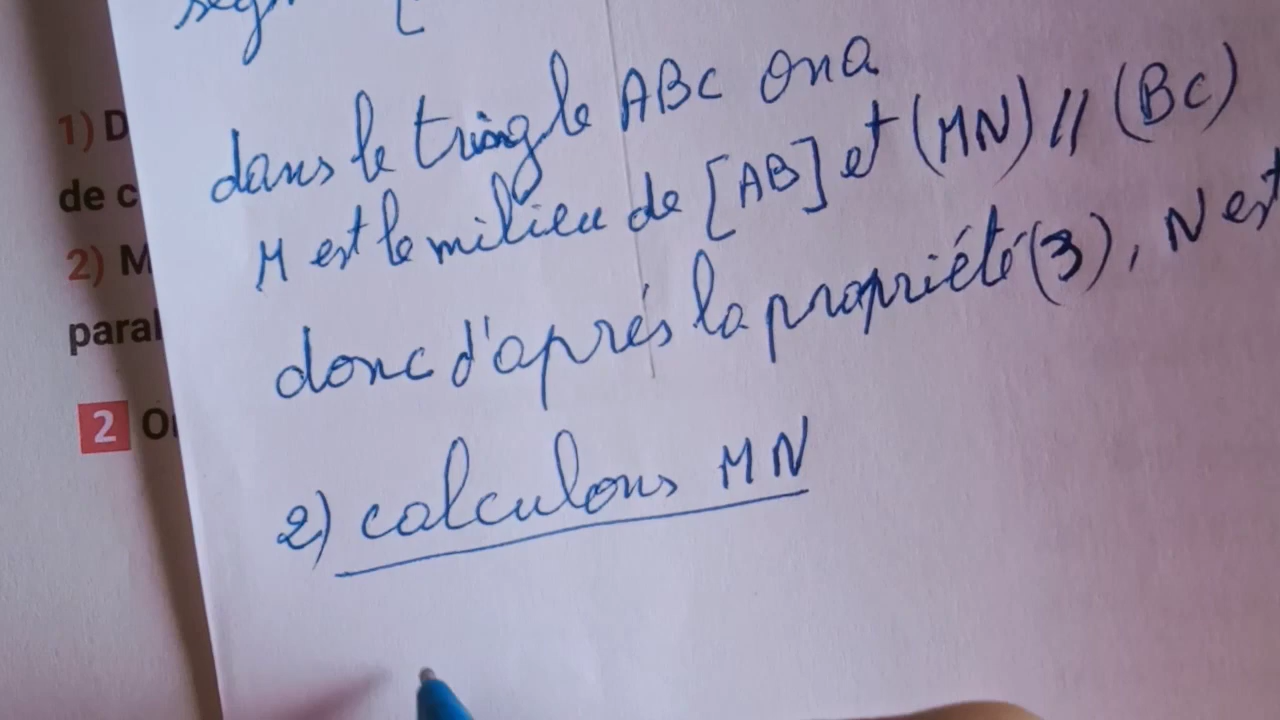 dans le triangle ABC on a
M est le milieu de [AB] et (MN) // (BC)
donc d'après la propriété (3), N est
2) calculons MN
1) D
de c
2) M
paral
2 O